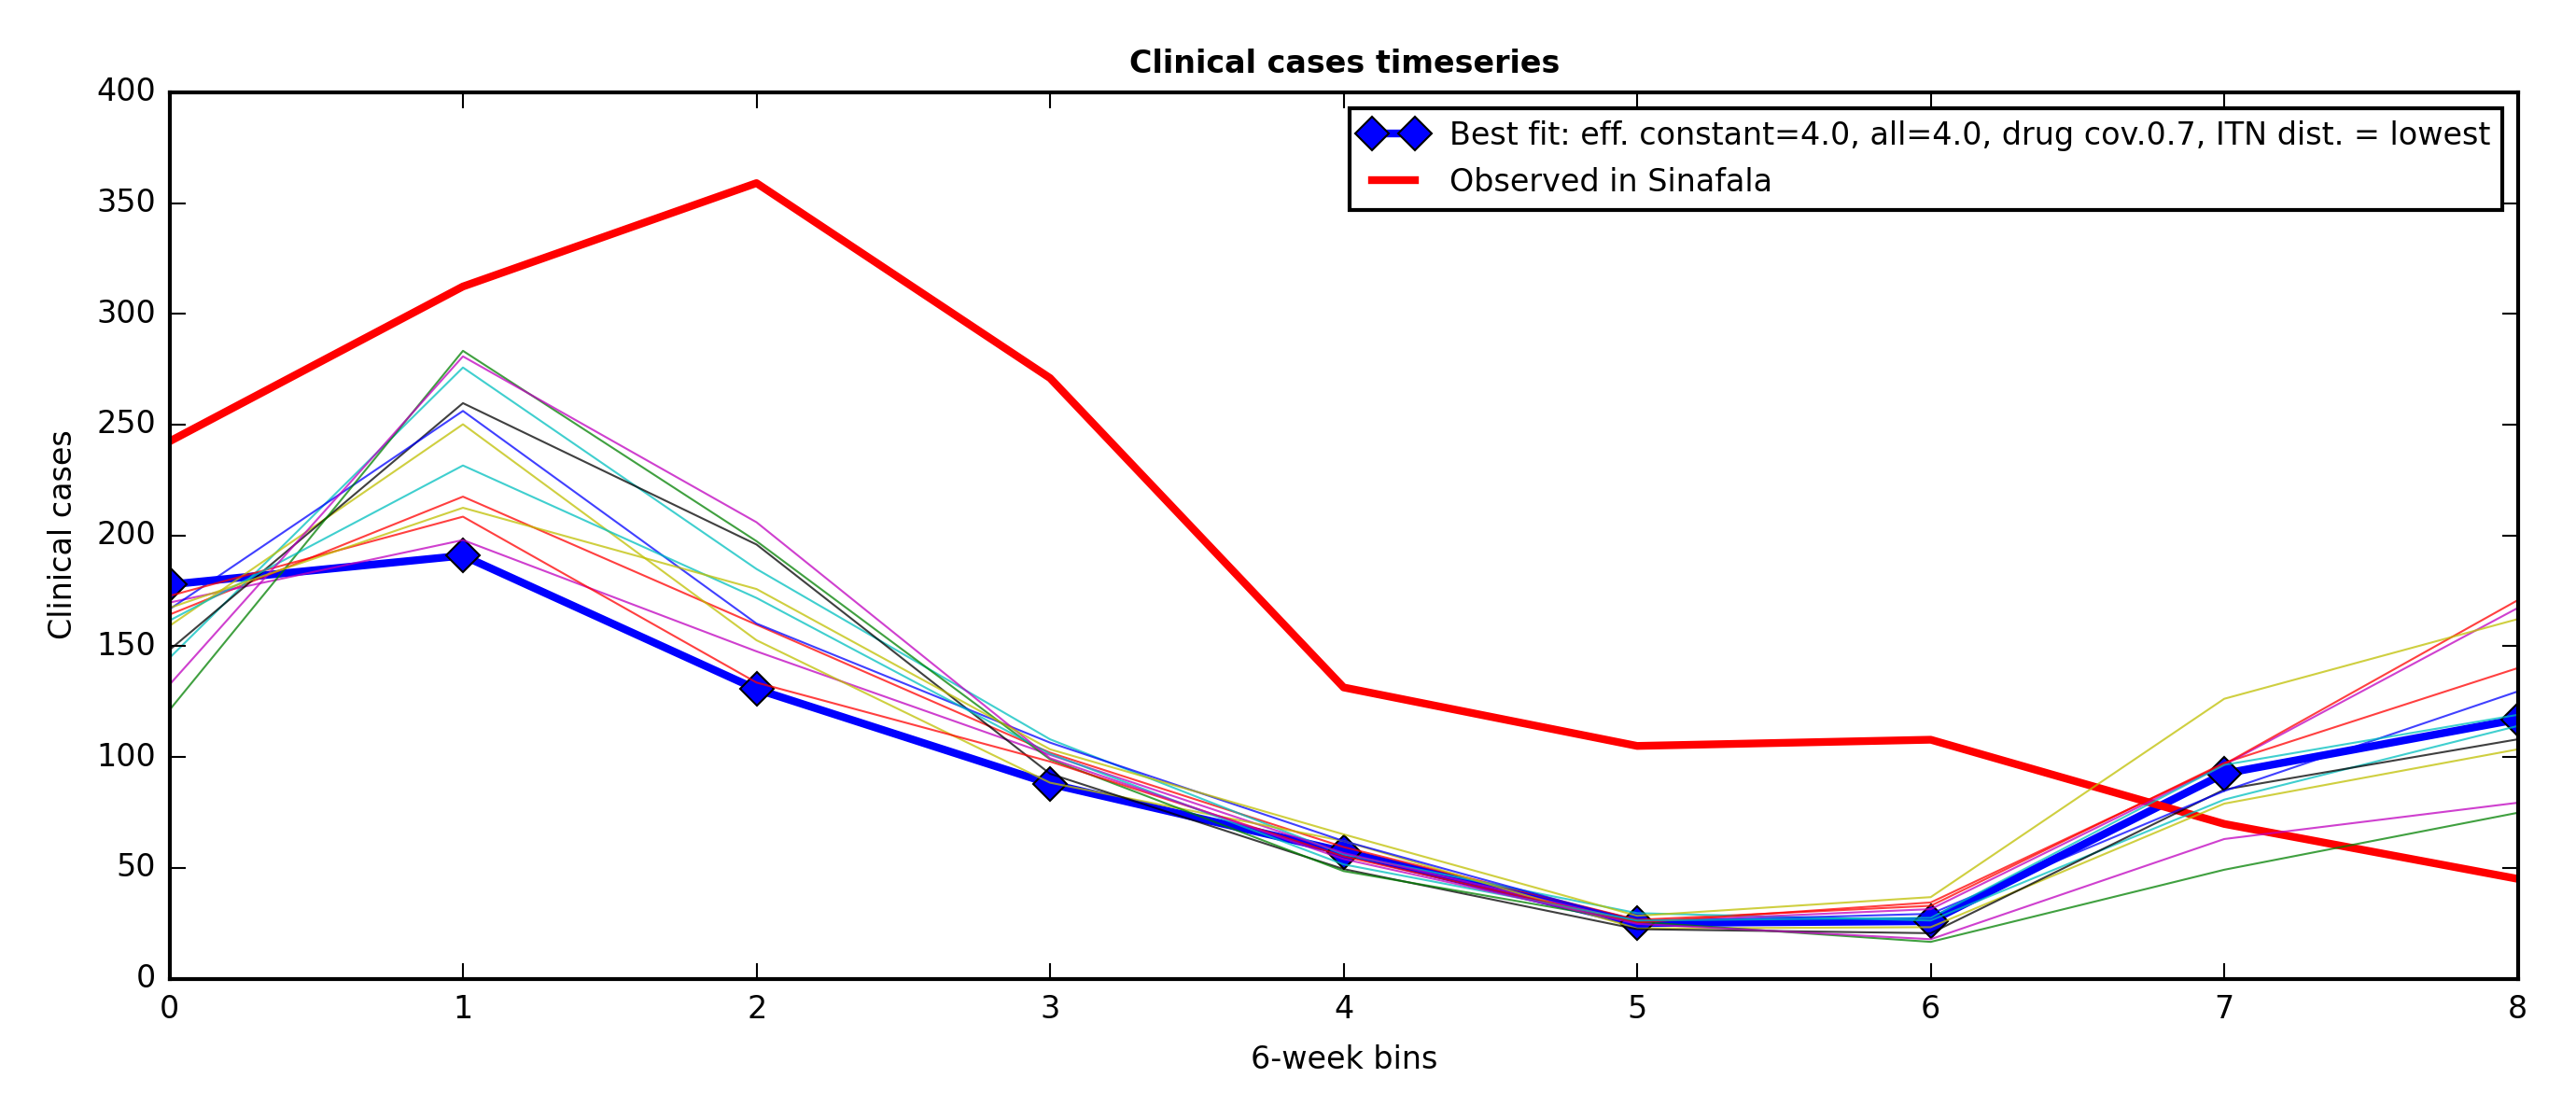 Clinical cases timeseries
400
350
300
250
200
150
100
50
0
Clinical cases
Best fit: eff. constant=4.0, all=4.0, drug cov.0.7, ITN dist. = lowest
Observed in Sinafala
0 1 2 3 4 5 6 7 8
6-week bins